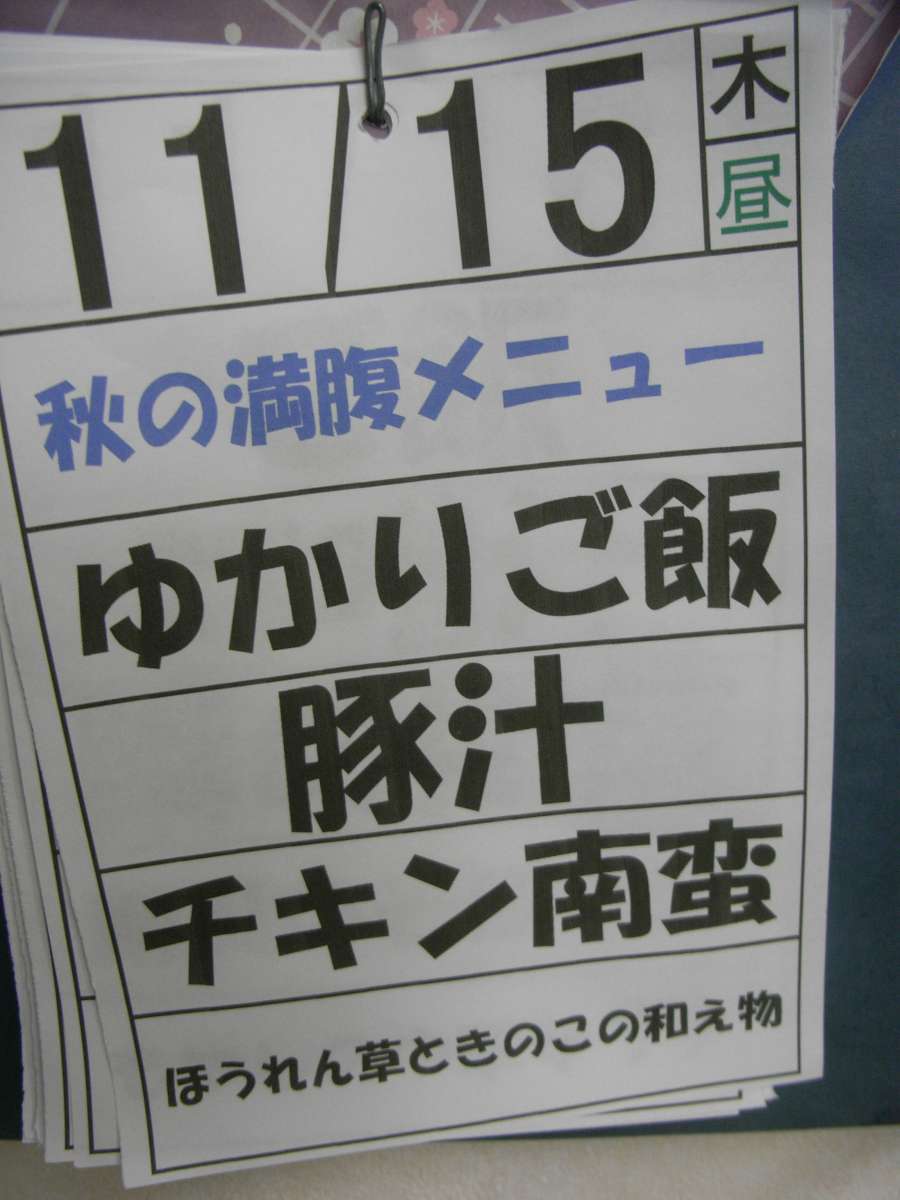 11/15
木
昼
秋の満腹メニュー
ゆかりご飯
豚汁
チキン南蛮
ほうれん草ときのこの和え物